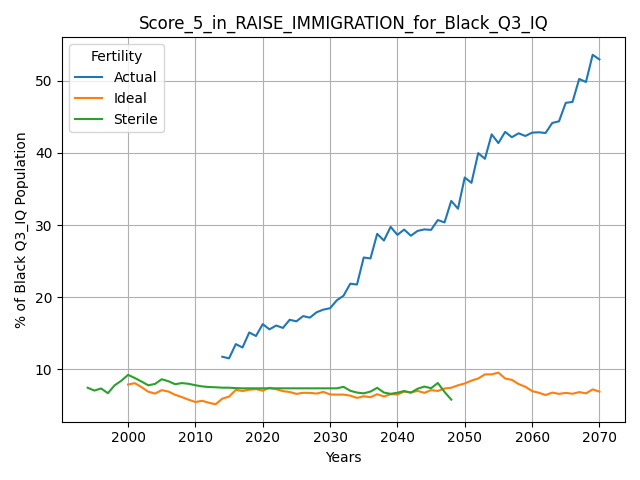 Score_5_in_RAISE_IMMIGRATION_for_Black_Q3_IQ
Fertility
Actual
Ideal
Sterile
% of Black Q3_IQ Population
50
40
30
20
10
2000 2010 2020 2030 2040 2050 2060 2070
Years